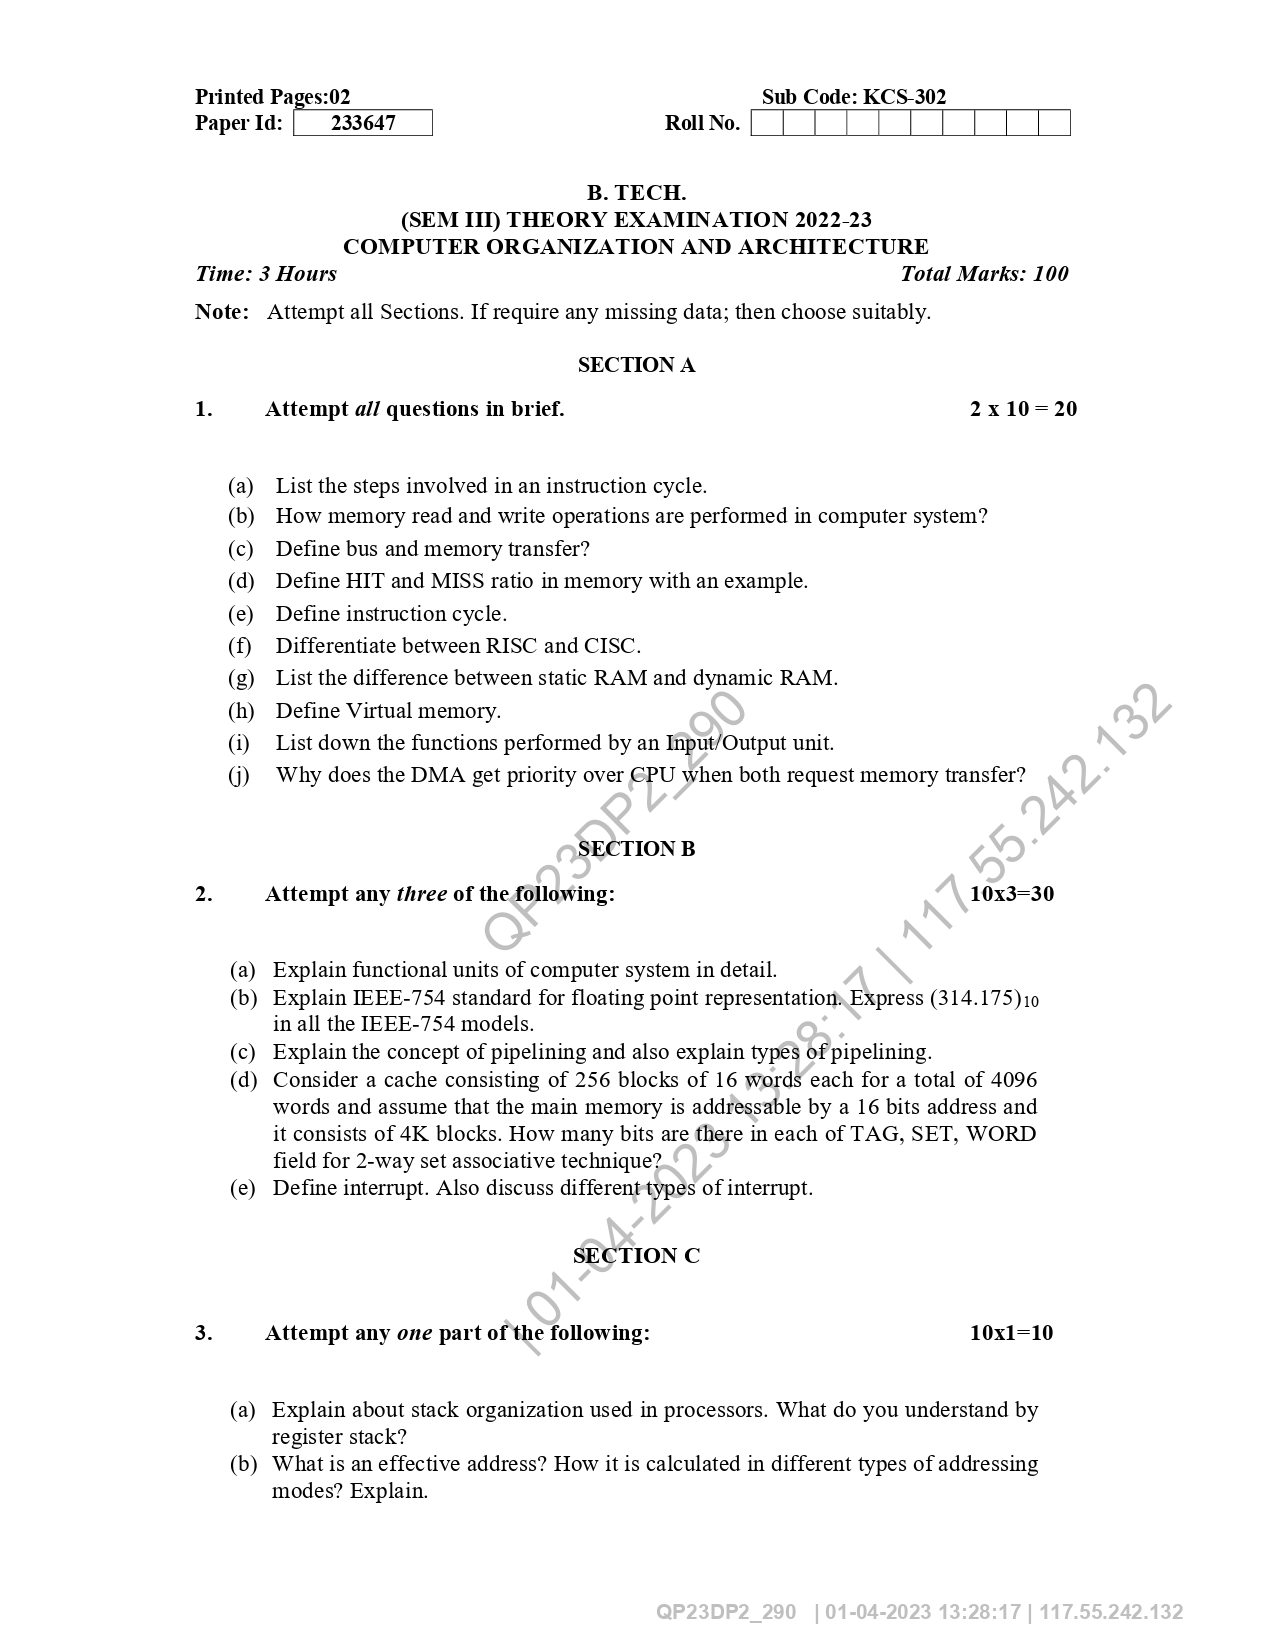 Printed Pages:02 Sub Code: KCS-302
Paper Id: 233647 Roll No.
B. TECH.
(SEM III) THEORY EXAMINATION 2022-23
COMPUTER ORGANIZATION AND ARCHITECTURE
Time: 3 Hours Total Marks: 100
Note: Attempt all Sections. If require any missing data; then choose suitably.
SECTION A
1. Attempt all questions in brief. 2 x 10 = 20
(a) List the steps involved in an instruction cycle.
(b) How memory read and write operations are performed in computer system?
(c) Define bus and memory transfer?
(d) Define HIT and MISS ratio in memory with an example.
(e) Define instruction cycle.
(f) Differentiate between RISC and CISC.
(g) List the difference between static RAM and dynamic RAM.
(h) Define Virtual memory.
(i) List down the functions performed by an Input/Output unit.
(j) Why does the DMA get priority over CPU when both request memory transfer?
SECTION B
2. Attempt any three of the following: 10x3=30
(a) Explain functional units of computer system in detail.
(b) Explain IEEE-754 standard for floating point representation. Express (314.175)10
in all the IEEE-754 models.
(c) Explain the concept of pipelining and also explain types of pipelining.
(d) Consider a cache consisting of 256 blocks of 16 words each for a total of 4096
words and assume that the main memory is addressable by a 16 bits address and
it consists of 4K blocks. How many bits are there in each of TAG, SET, WORD
field for 2-way set associative technique?
(e) Define interrupt. Also discuss different types of interrupt.
SECTION C
3. Attempt any one part of the following: 10x1=10
(a) Explain about stack organization used in processors. What do you understand by
register stack?
(b) What is an effective address? How it is calculated in different types of addressing
modes? Explain.
QP23DP2_290
| 01-04-2023 13:28:17 | 117.55.242.132
QP23DP2_290 | 01-04-2023 13:28:17 | 117.55.242.132